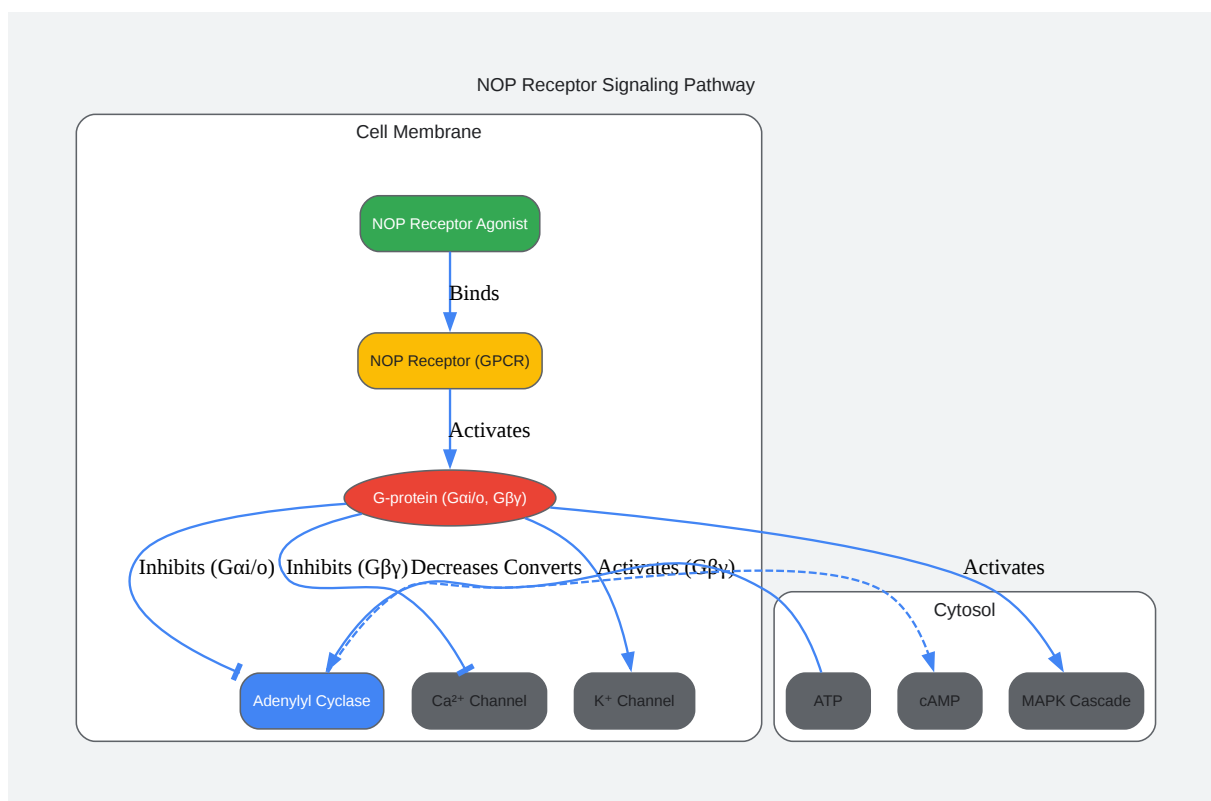 NOP Receptor Signaling Pathway
Cell Membrane
NOP Receptor Agonist
Binds
NOP Receptor (GPCR)
Activates
G-protein (Gαi/o, Gβγ)
Inhibits (Gαi/o)
Inhibits (Gβγ)
Decreases
Converts
Activates (Gβγ)
Activates
Cytosol
Adenylyl Cyclase
Ca²⁺ Channel
K⁺ Channel
ATP
cAMP
MAPK Cascade